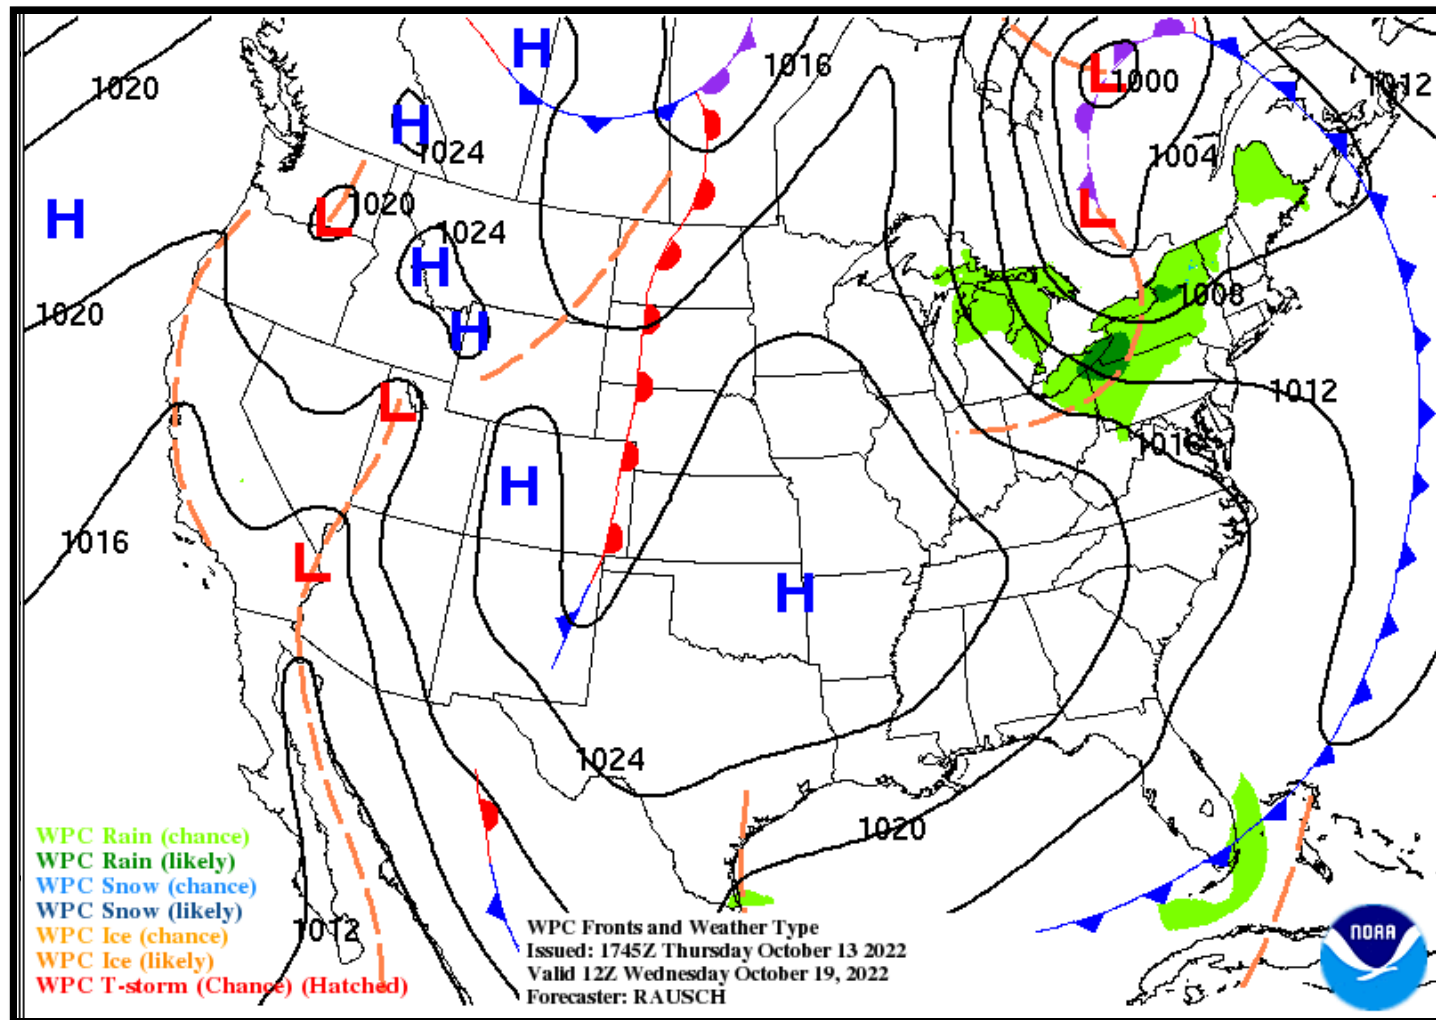 H
1020
1016
L
1000
1012
H
1024
1004
L
1020
H
L
1024
H
1020
1008
H
L
1012
1016
H
1016
L
H
1024
1020
WPC Rain (chance)
WPC Rain (likely)
WPC Snow (chance)
WPC Snow (likely)
WPC Ice (chance)
WPC Ice (likely)
WPC T-storm (Chance) (Hatched)
1012
WPC Fronts and Weather Type
Issued: 1745Z Thursday October 13 2022
Valid 12Z Wednesday October 19, 2022
Forecaster: RAUSCH
NOAA